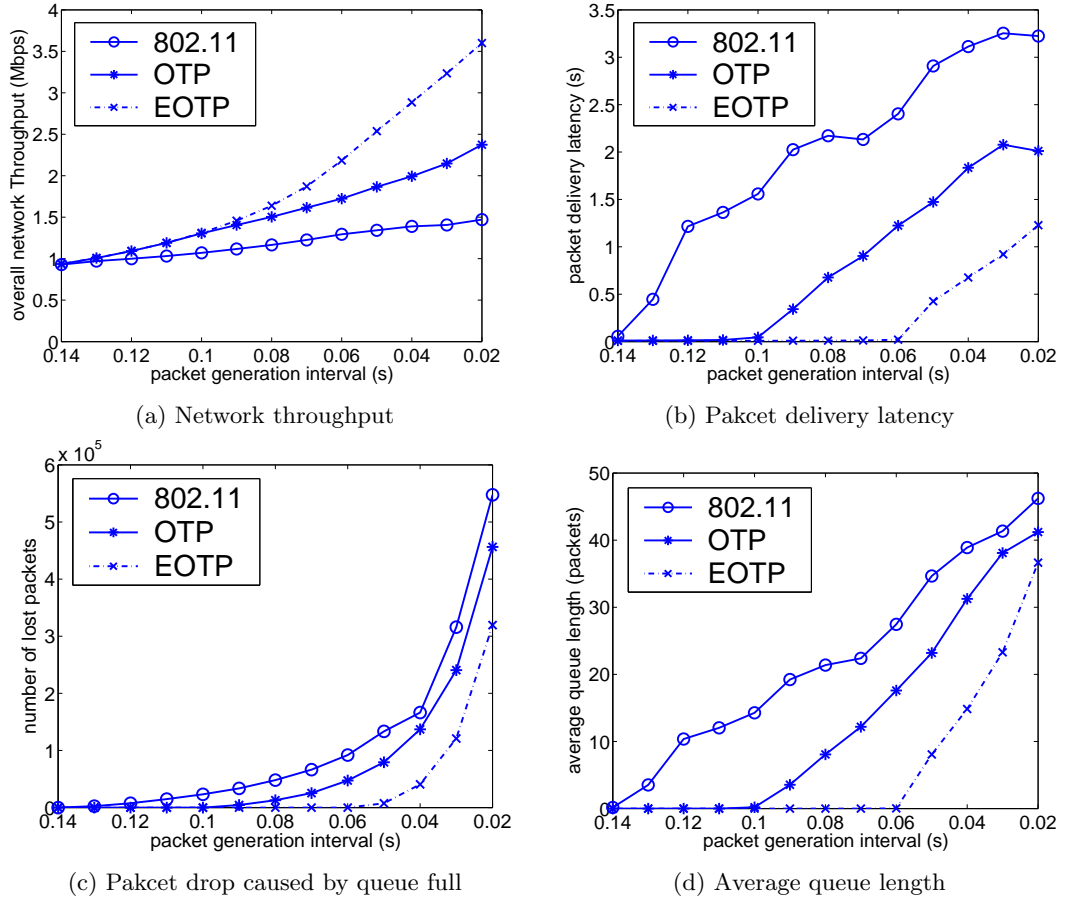 overall network Throughput (Mbps)
4
3.5
3
2.5
2
1.5
1
0.5
0
802.11
OTP
EOTP
0.14 0.12 0.1 0.08 0.06 0.04 0.02
packet generation interval (s)
(a) Network throughput
packet delivery latency (s)
3.5
3
2.5
2
1.5
1
0.5
0
802.11
OTP
EOTP
0.14 0.12 0.1 0.08 0.06 0.04 0.02
packet generation interval (s)
(b) Pakcet delivery latency
number of lost packets
x 10^5
6
5
4
3
2
1
0
802.11
OTP
EOTP
0.14 0.12 0.1 0.08 0.06 0.04 0.02
packet generation interval (s)
(c) Pakcet drop caused by queue full
average queue length (packets)
50
40
30
20
10
0
802.11
OTP
EOTP
0.14 0.12 0.1 0.08 0.06 0.04 0.02
packet generation interval (s)
(d) Average queue length